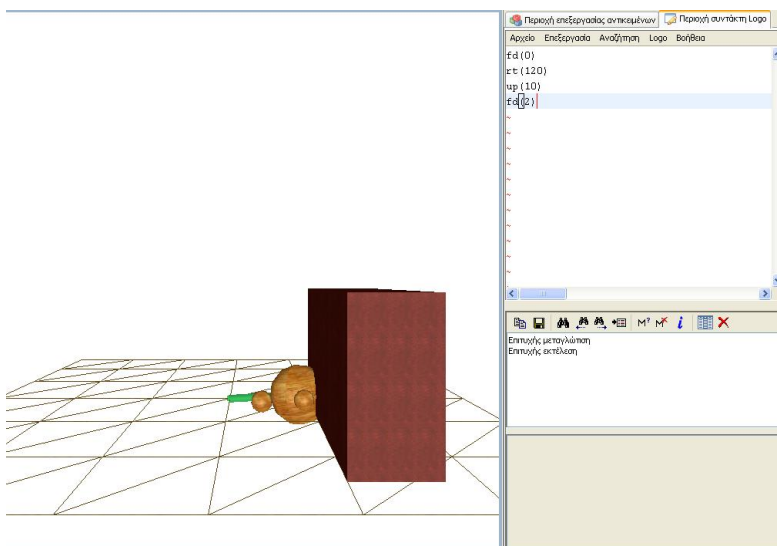 Περιοχή επεξεργασίας αντικειμένων Περιοχή συντάκτη Logo
Αρχείο Επεξεργασία Αναζήτηση Logo Βοήθεια
fd(0)
rt(120)
up(10)
fd(2)
~
~
~
~
~
~
~
~
~
~
~
Επιτυχής μεταγλώτιση
Επιτυχής εκτέλεση